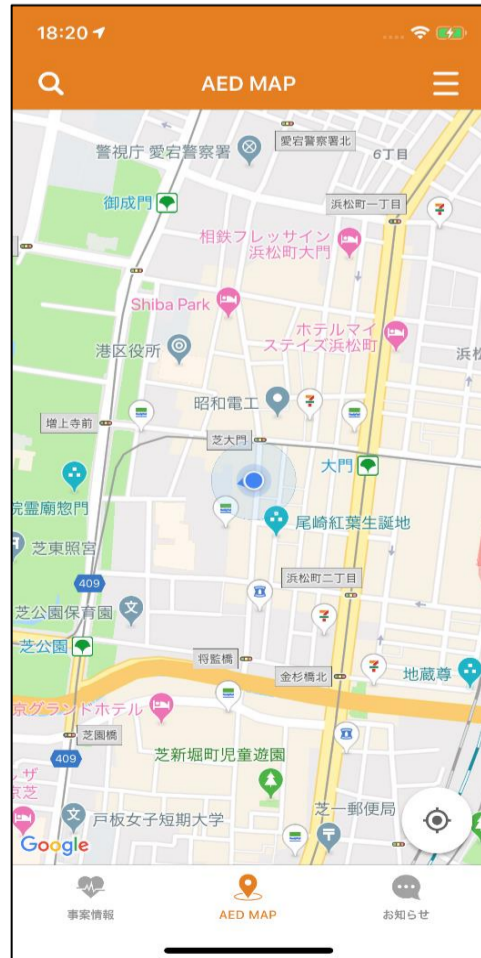 18:20
AED MAP
愛宕警察署北
警視庁 愛宕警察署
6丁目
御成門
浜松町一丁目
相鉄フレッサイン
浜松町大門
Shiba Park
ホテルマイ
ステイズ浜松町
港区役所
浜松
昭和電工
増上寺前
芝大門
大門
院霊廟惣門
尾崎紅葉生誕地
芝東照宮
409
浜松町二丁目
芝公園保育園
芝公園
将監橋
金杉橋北
地蔵尊
京グランドホテル
芝園橋
409
芝新堀町児童遊園
ザ
京芝
芝一郵便局
戸板女子短期大学
Google
事案情報
AED MAP
お知らせ